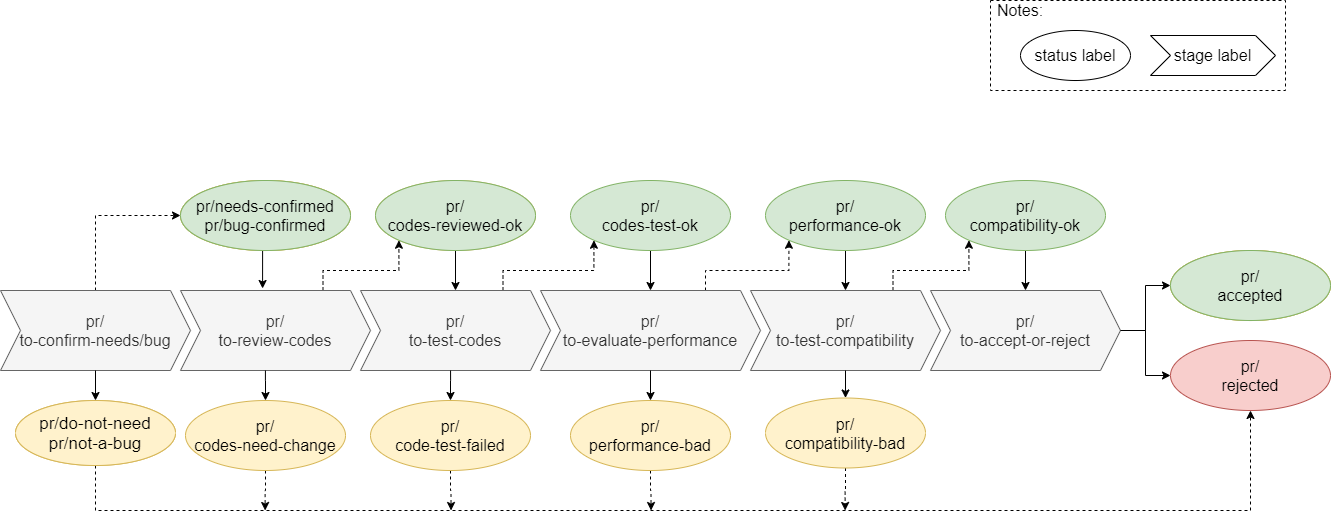 Notes:
status label
stage label
pr/needs-confirmed
pr/bug-confirmed
pr/
codes-reviewed-ok
pr/
codes-test-ok
pr/
performance-ok
pr/
compatibility-ok
pr/
to-confirm-needs/bug
pr/
to-review-codes
pr/
to-test-codes
pr/
to-evaluate-performance
pr/
to-test-compatibility
pr/
to-accept-or-reject
pr/
accepted
pr/
rejected
pr/do-not-need
pr/not-a-bug
pr/
codes-need-change
pr/
code-test-failed
pr/
performance-bad
pr/
compatibility-bad